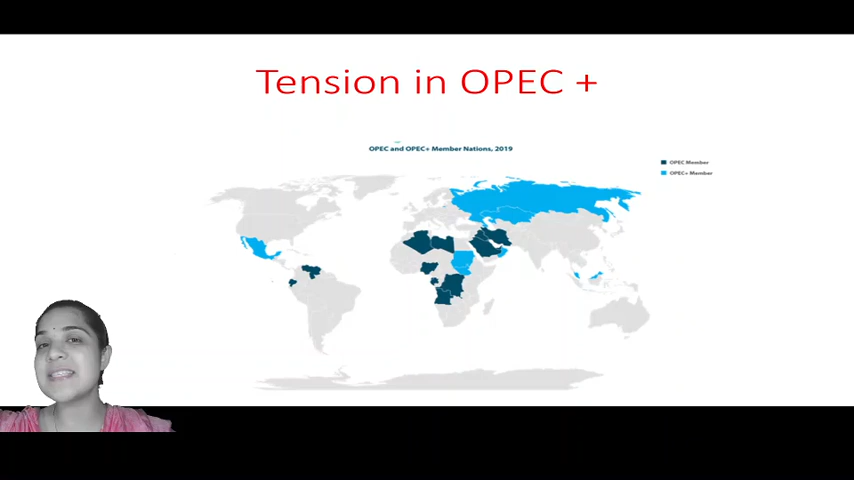 Tension in OPEC +
OPEC and OPEC+ Member Nations, 2019
OPEC Member
OPEC+ Member